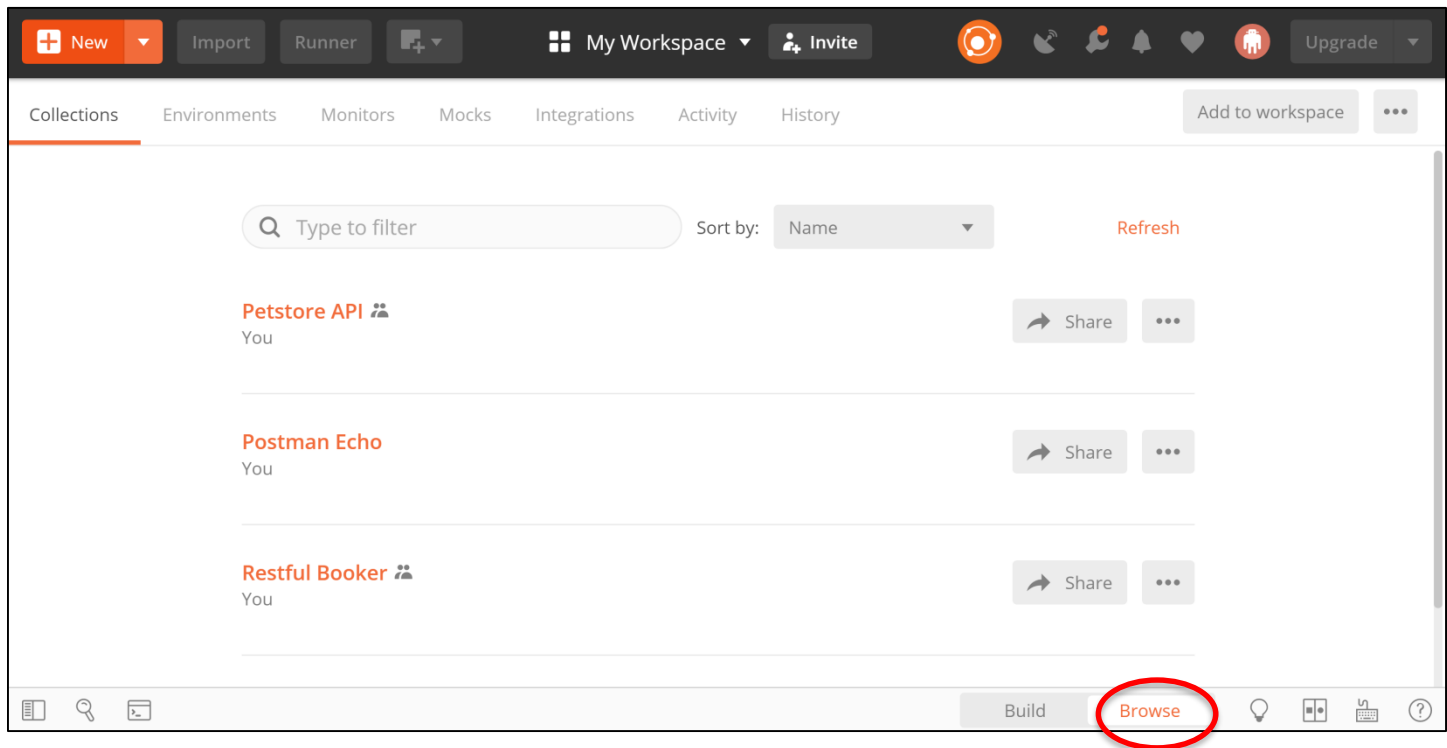 New Import Runner My Workspace Invite Upgrade
Collections Environments Monitors Mocks Integrations Activity History Add to workspace
Type to filter Sort by: Name Refresh
Petstore API
You
Share
Postman Echo
You
Share
Restful Booker
You
Share
Build Browse